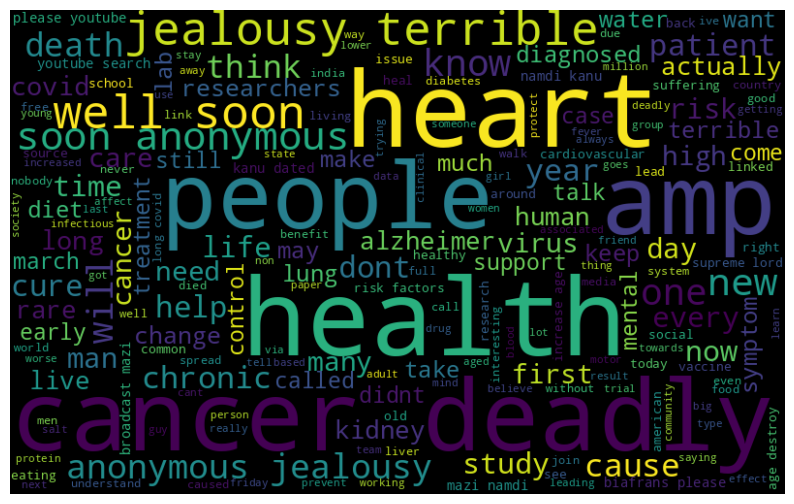 please youtube jealousy terrible way due water back ive want
death youtube search stay lower know namdi kanu issue million diagnosed patient
covid school lab think away india heal diabetes suffering country actually
young free use researchers link living trying someone protect deadly good getting
well soon heart case risk
soon anonymous fever always group cardiovascular terrible
source care still state kanu dated make much walk goes lead high linked come
nobody increased never time people year girl around talk human keep amp
society diet last affect treatment data clinical women associated friend day right
infectious long covid benefit alzheimer virus thing system supreme lord
long cancer will life may healthy support
march got need lung dont full mental new
cure non died paper risk factors call research interesting increase age media one
rare well help control health blood every learn
early change drug lot motor social towards now symptom
world worse man common via many tell based aged mind believe take first result today vaccine even
live spread chronic called adult didnt without trial food
broadcast mazi cant cancer deadly american community big
men person really guy old kidney type
salt team liver join study cause saying
protein anonymous jealousy see age destroy
eating next understand caused friday prevent working leading mazi namdi biafrans please effect